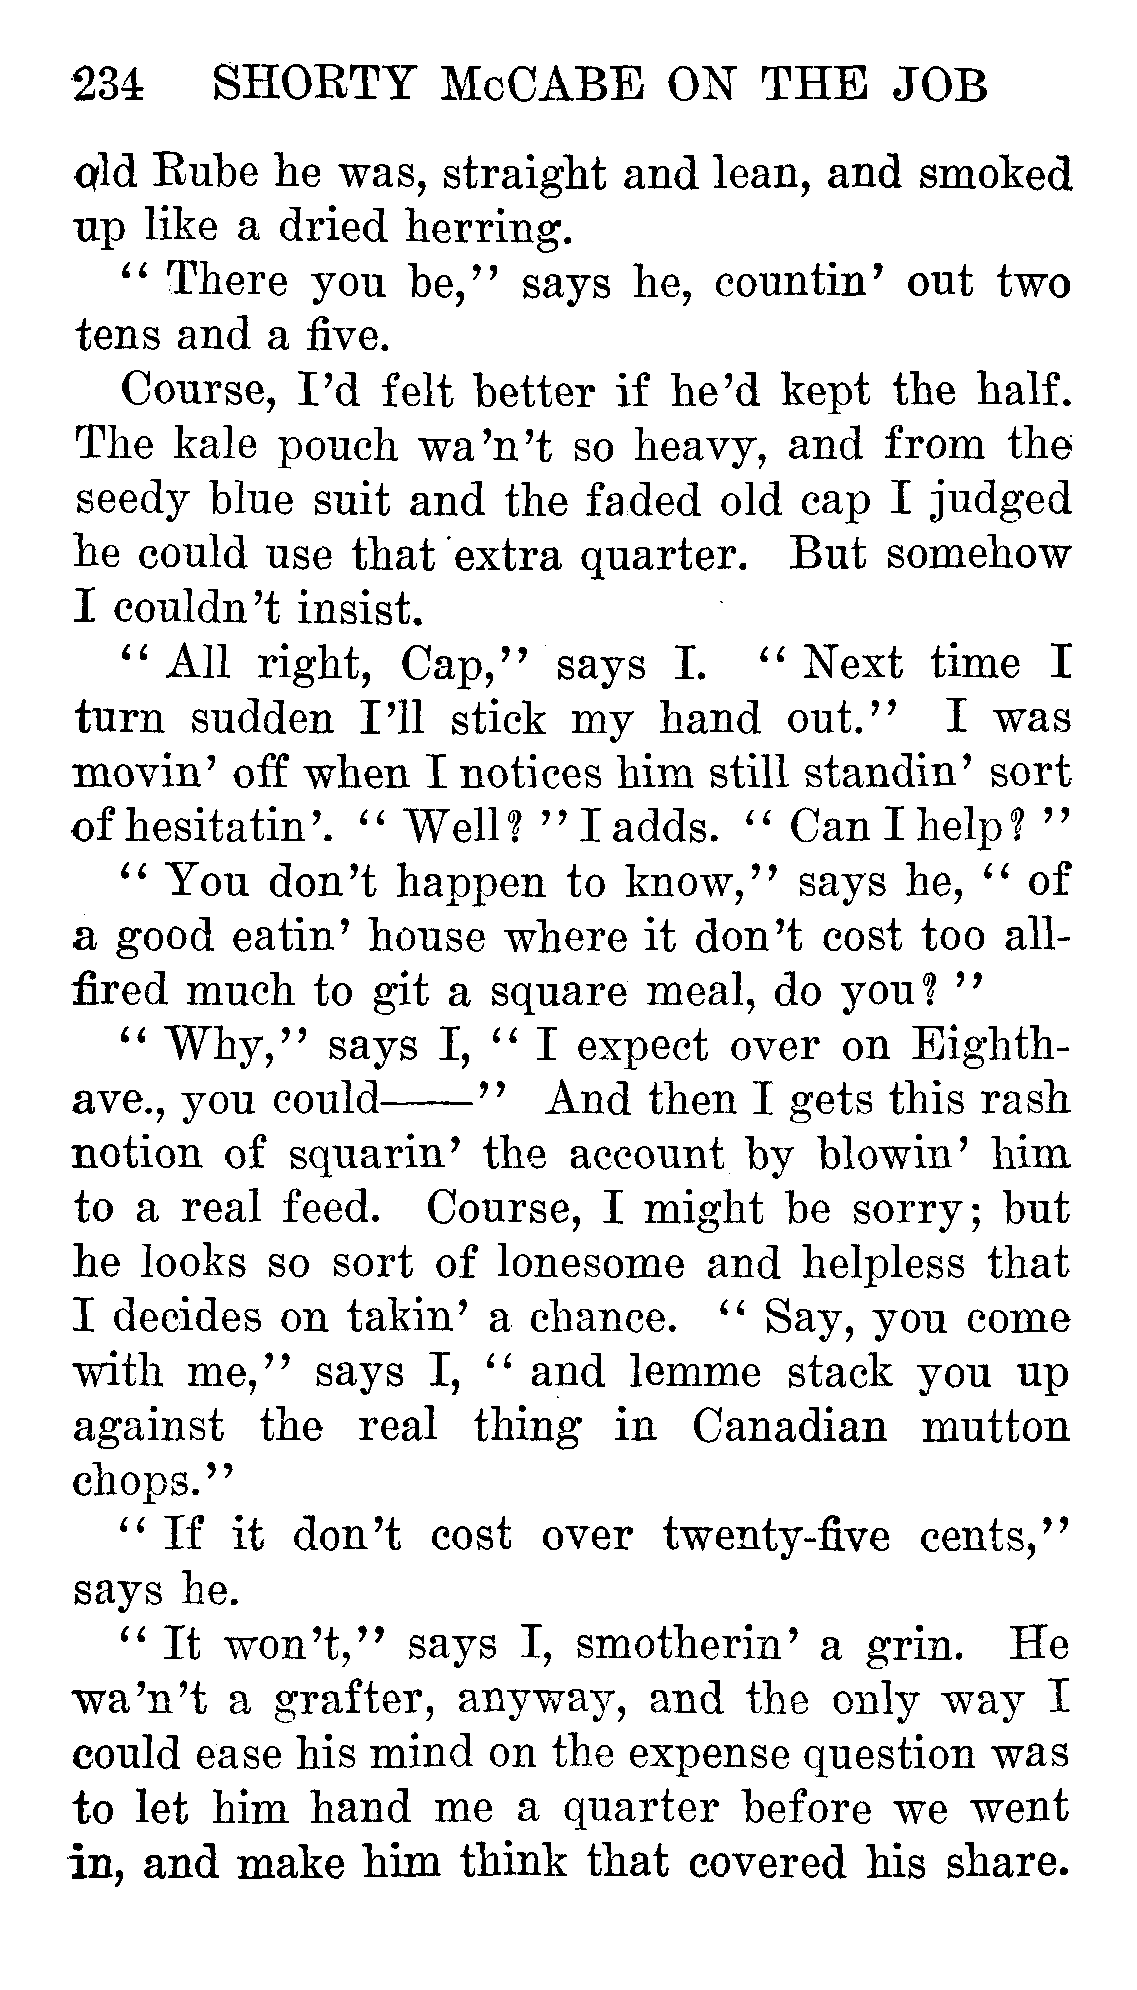 234 SHORTY McCABE ON THE JOB
old Rube he was, straight and lean, and smoked
up like a dried herring.
“ There you be,” says he, countin’ out two
tens and a five.
Course, I’d felt better if he’d kept the half.
The kale pouch wa’n’t so heavy, and from the
seedy blue suit and the faded old cap I judged
he could use that extra quarter. But somehow
I couldn’t insist.
“ All right, Cap,” says I. “ Next time I
turn sudden I’ll stick my hand out.” I was
movin’ off when I notices him still standin’ sort
of hesitatin’. “ Well? ” I adds. “ Can I help? ”
“ You don’t happen to know,” says he, “ of
a good eatin’ house where it don’t cost too all-
fired much to git a square meal, do you? ”
“ Why,” says I, “ I expect over on Eighth-
ave., you could——” And then I gets this rash
notion of squarin’ the account by blowin’ him
to a real feed. Course, I might be sorry; but
he looks so sort of lonesome and helpless that
I decides on takin’ a chance. “ Say, you come
with me,” says I, “ and lemme stack you up
against the real thing in Canadian mutton
chops.”
“ If it don’t cost over twenty-five cents,”
says he.
“ It won’t,” says I, smotherin’ a grin. He
wa’n’t a grafter, anyway, and the only way I
could ease his mind on the expense question was
to let him hand me a quarter before we went
in, and make him think that covered his share.